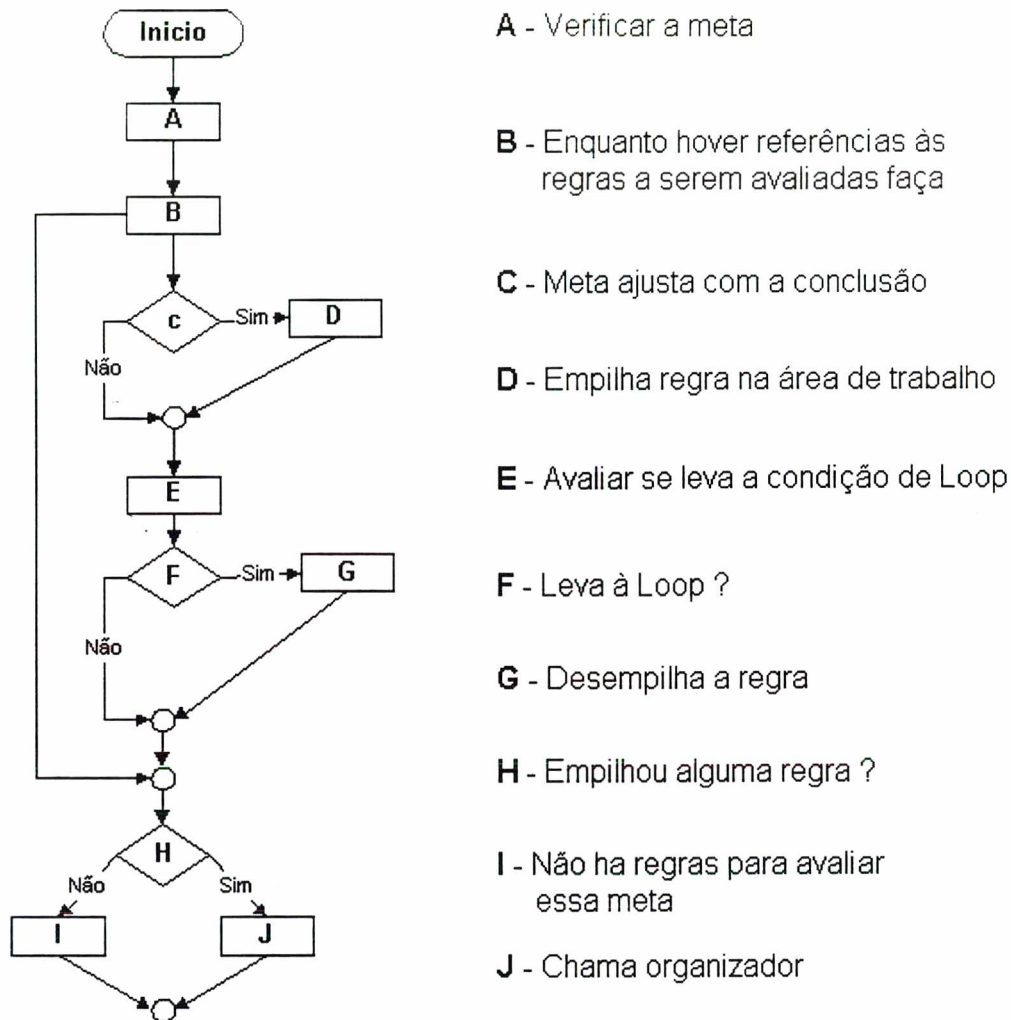 Inicio
A
B
c
Sim
D
Não
E
F
Sim
G
Não
H
Não
Sim
I
J
A - Verificar a meta
B - Enquanto hover referências às
regras a serem avaliadas faça
C - Meta ajusta com a conclusão
D - Empilha regra na área de trabalho
E - Avaliar se leva a condição de Loop
F - Leva à Loop ?
G - Desempilha a regra
H - Empilhou alguma regra ?
I - Não ha regras para avaliar
essa meta
J - Chama organizador